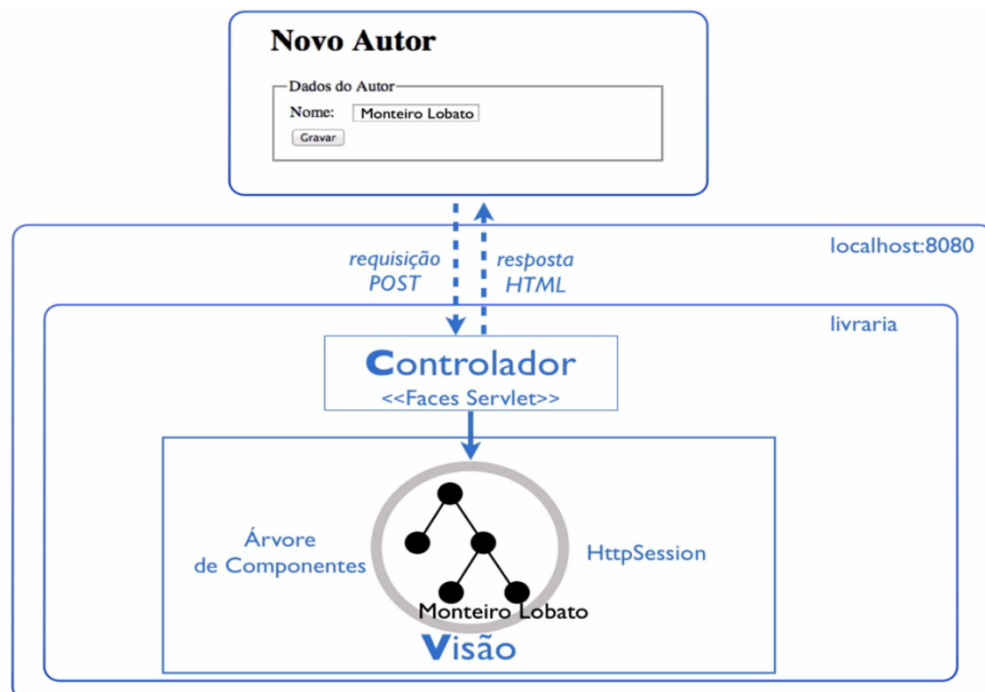 Novo Autor
Dados do Autor
Nome: Monteiro Lobato
Gravar
localhost:8080
requisição resposta
POST HTML
livraria
Controlador
<<Faces Servlet>>
Árvore
de Componentes
HttpSession
Monteiro Lobato
Visão